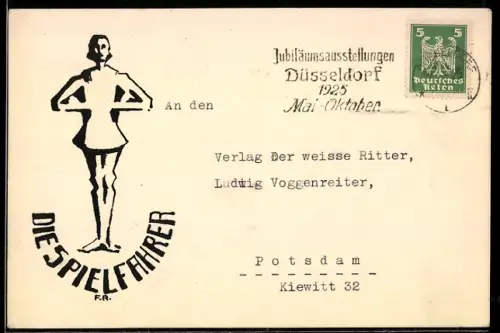 Jubiläumsausstellungen
Düsseldorf
1925
Mai-Oktober
5 5
Deutsches
Reich
An den
Verlag Der weisse Ritter,
Ludwig Voggenreiter,
Potsdam
Kiewitt 32
DIE SPIELFAHRER
F.R.